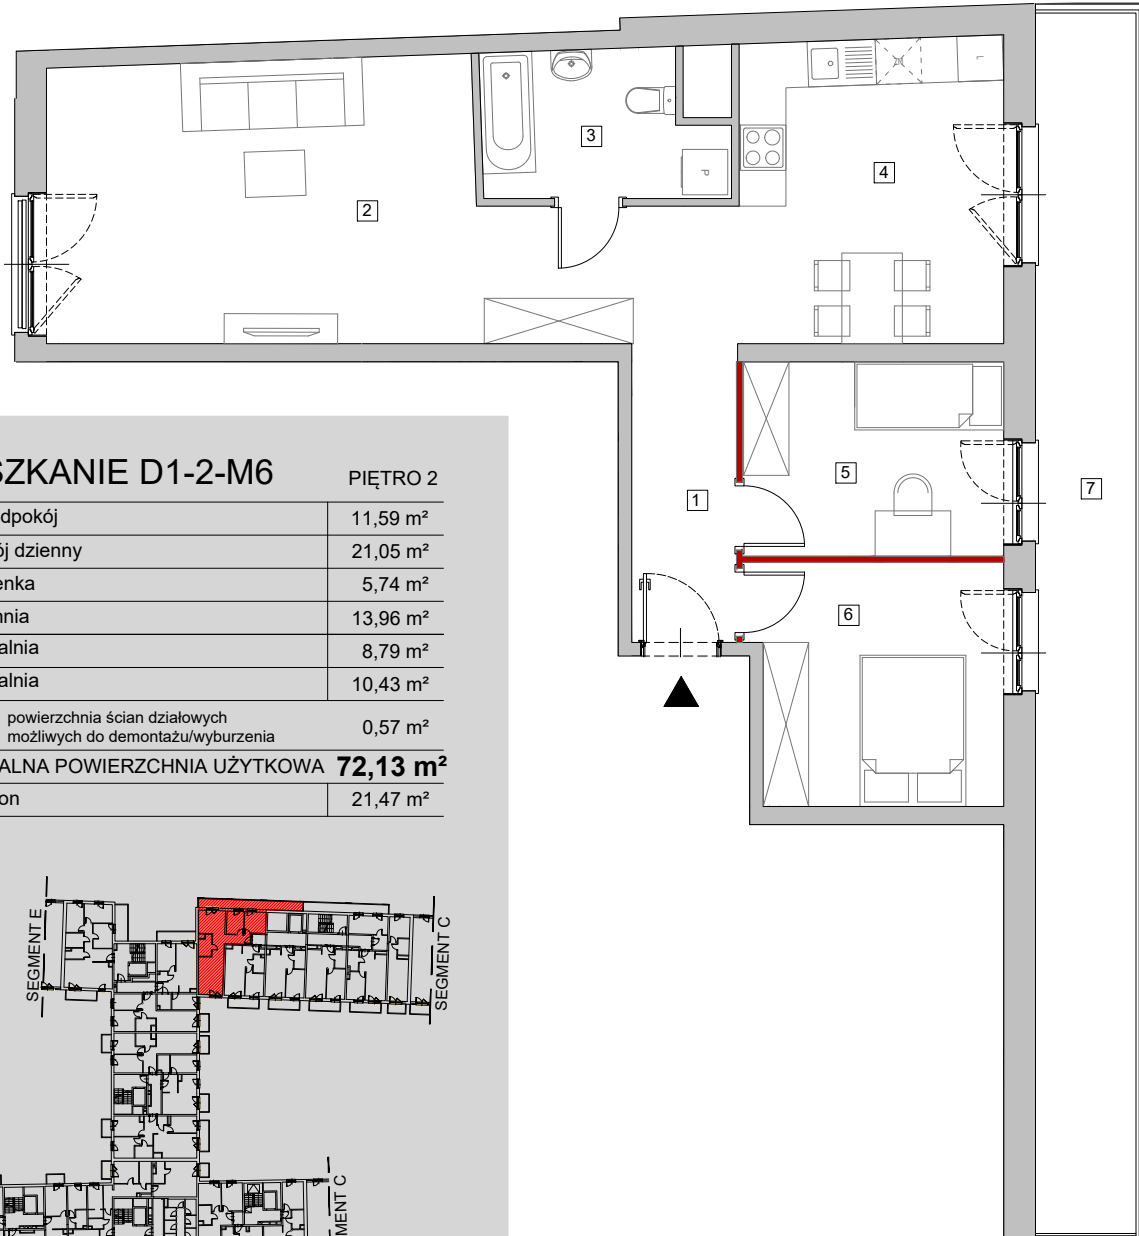 2
3
4
5
1
6
7
P
L
SZKANIE D1-2-M6 PIĘTRO 2
dpokój 11,59 m²
j dzienny 21,05 m²
enka 5,74 m²
nia 13,96 m²
alnia 8,79 m²
alnia 10,43 m²
powierzchnia ścian działowych
możliwych do demontażu/wyburzenia 0,57 m²
ALNA POWIERZCHNIA UŻYTKOWA 72,13 m²
on 21,47 m²
SEGMENT E
SEGMENT C
MENT C